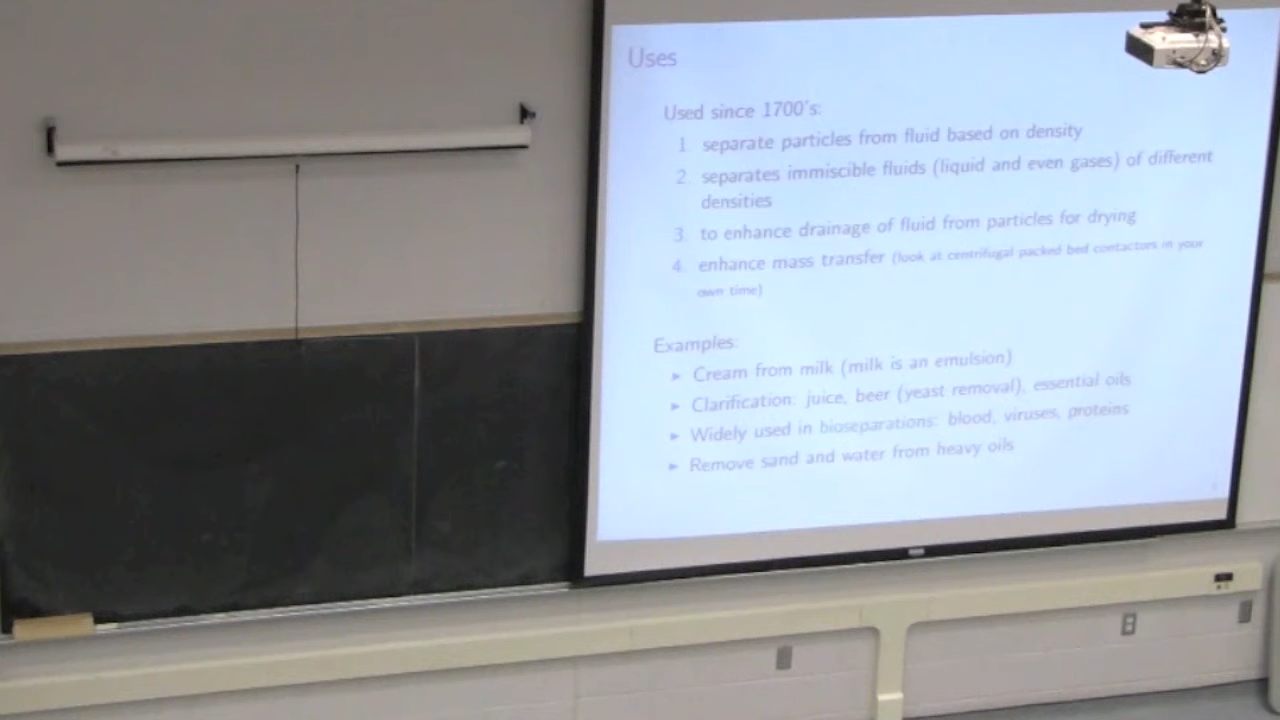 Uses
Used since 1700's:
1. separate particles from fluid based on density
2. separates immiscible fluids (liquid and even gases) of different
densities
3. to enhance drainage of fluid from particles for drying
4. enhance mass transfer (look at centrifugal packed bed contactors in your
own time)
Examples:
► Cream from milk (milk is an emulsion)
► Clarification: juice, beer (yeast removal), essential oils
► Widely used in bioseparations: blood, viruses, proteins
► Remove sand and water from heavy oils